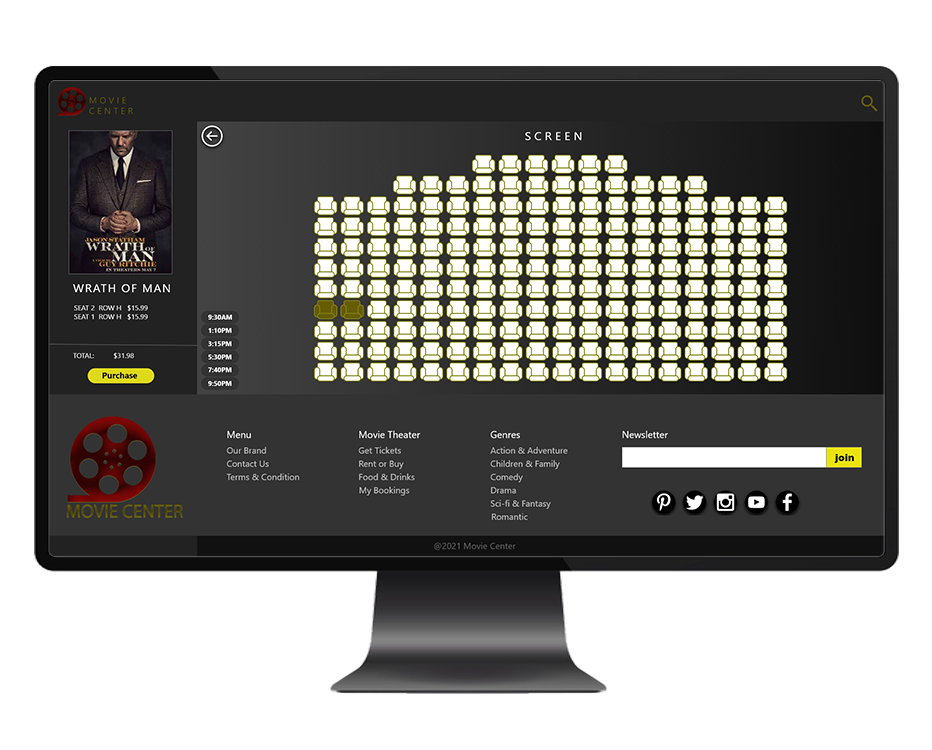 MOVIE
CENTER
SCREEN
JASON STATHAM
WRATH OF
MAN
A FILM BY
GUY RITCHIE
IN THEATERS MAY 7
WRATH OF MAN
SEAT 2 ROW H $15.99
SEAT 1 ROW H $15.99
TOTAL: $31.98
Purchase
9:30AM
1:10PM
3:15PM
5:30PM
7:40PM
9:50PM
MOVIE CENTER
Menu
Our Brand
Contact Us
Terms & Condition
Movie Theater
Get Tickets
Rent or Buy
Food & Drinks
My Bookings
Genres
Action & Adventure
Children & Family
Comedy
Drama
Sci-fi & Fantasy
Romantic
Newsletter
join
@2021 Movie Center